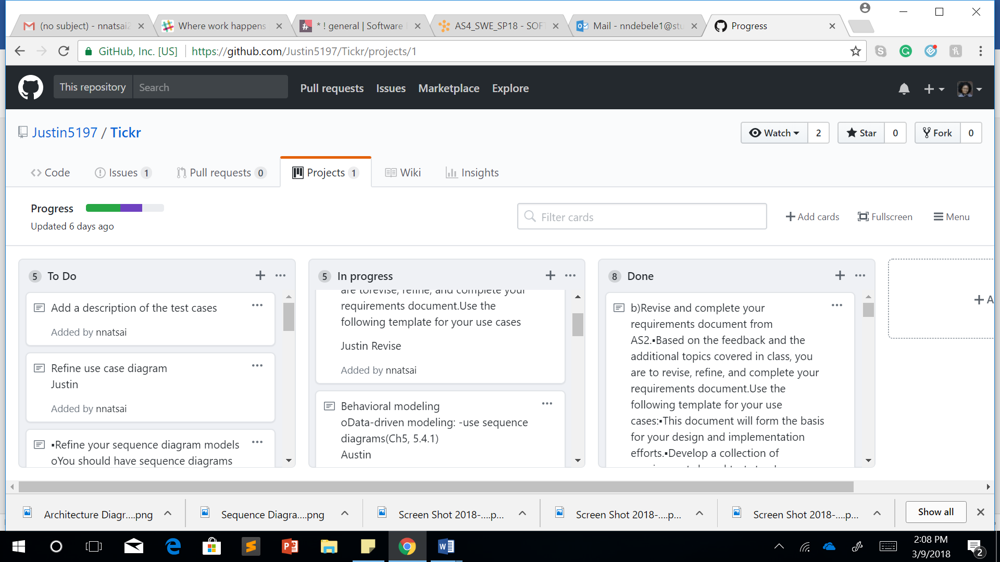 (no subject) - nnatsai2
Where work happens
* ! general | Software
AS4_SWE_SP18 - SOFT
Mail - nndebele1@stu
Progress
GitHub, Inc. [US]
https://github.com/Justin5197/Tickr/projects/1
This repository
Search
Pull requests
Issues
Marketplace
Explore
Justin5197 / Tickr
Watch 2
Star 0
Fork 0
Code
Issues 1
Pull requests 0
Projects 1
Wiki
Insights
Progress
Updated 6 days ago
Filter cards
Add cards
Fullscreen
Menu
5 To Do
Add a description of the test cases
Added by nnatsai
Refine use case diagram
Justin
Added by nnatsai
▪Refine your sequence diagram models
oYou should have sequence diagrams
5 In progress
are torevise, refine, and complete your
requirements document.Use the
following template for your use cases
Justin Revise
Added by nnatsai
Behavioral modeling
oData-driven modeling: -use sequence
diagrams(Ch5, 5.4.1)
Austin
8 Done
b)Revise and complete your
requirements document from
AS2.▪Based on the feedback and the
additional topics covered in class, you
are to revise, refine, and complete your
requirements document.Use the
following template for your use
cases:▪This document will form the basis
for your design and implementation
efforts.▪Develop a collection of
+ A
Architecture Diagr....png
Sequence Diagra....png
Screen Shot 2018-....p...
Screen Shot 2018-....p...
Screen Shot 2018-....p...
Show all
2:08 PM
3/9/2018
2